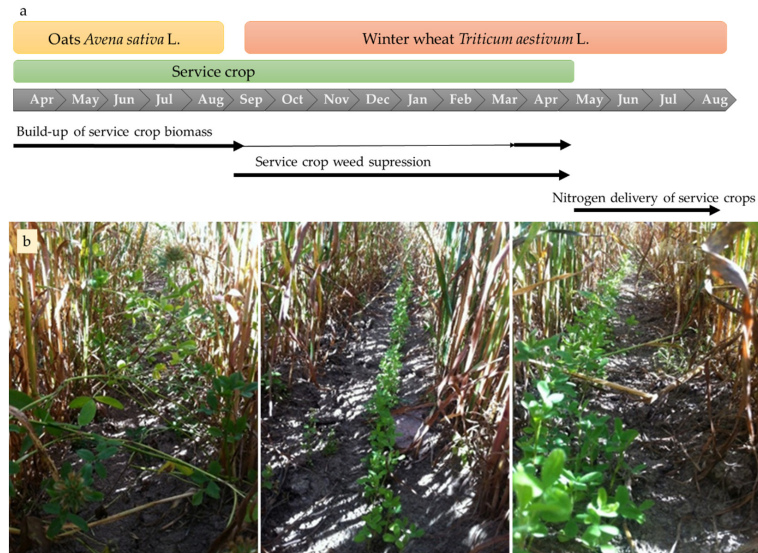 a
Oats Avena sativa L.
Winter wheat Triticum aestivum L.
Service crop
Apr May Jun Jul Aug Sep Oct Nov Dec Jan Feb Mar Apr May Jun Jul Aug
Build-up of service crop biomass
Service crop weed supression
Nitrogen delivery of service crops
b